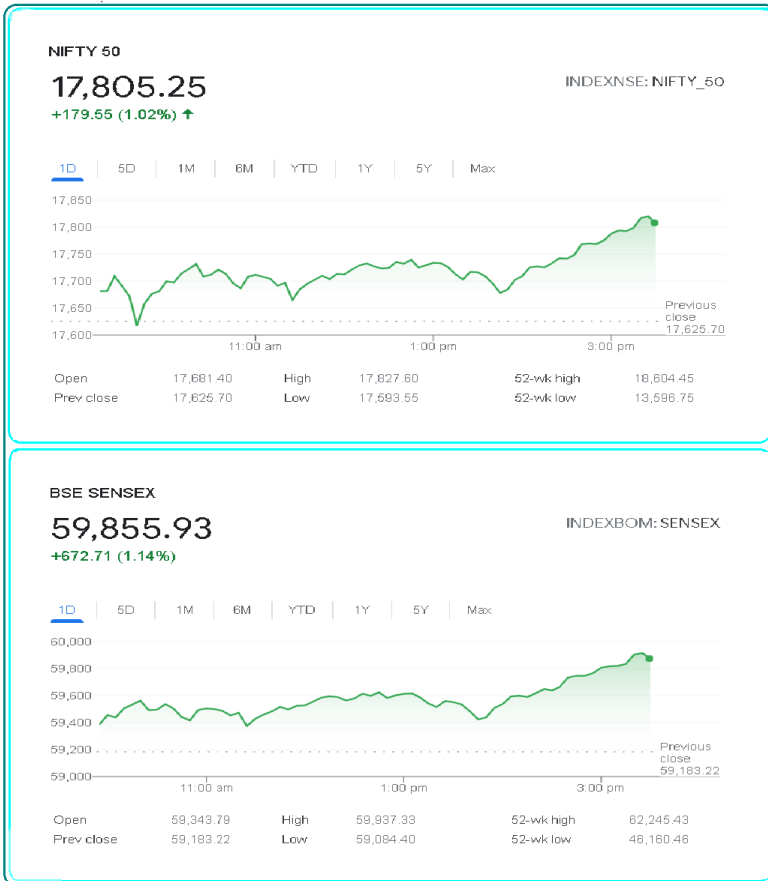 NIFTY 50
17,805.25
INDEXNSE: NIFTY_50
+179.55 (1.02%) ↑
1D 5D 1M 6M YTD 1Y 5Y Max
17,850
17,800
17,750
17,700
17,650
17,600
Previous
close
17,625.70
11:00 am 1:00 pm 3:00 pm
Open 17,681.40 High 17,827.60 52-wk high 18,604.45
Prev close 17,625.70 Low 17,593.55 52-wk low 13,596.75
BSE SENSEX
59,855.93
INDEXBOM: SENSEX
+672.71 (1.14%)
1D 5D 1M 6M YTD 1Y 5Y Max
60,000
59,800
59,600
59,400
59,200
59,000
Previous
close
59,183.22
11:00 am 1:00 pm 3:00 pm
Open 59,343.79 High 59,937.33 52-wk high 62,245.43
Prev close 59,183.22 Low 59,084.40 52-wk low 46,160.46